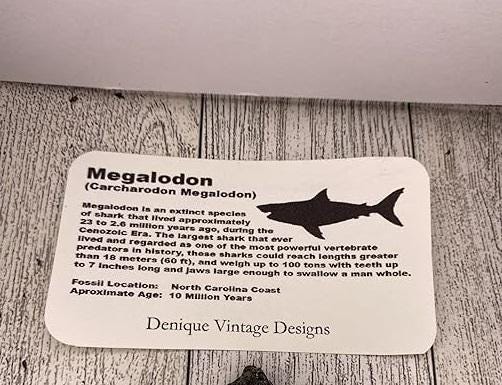 Megalodon
(Carcharodon Megalodon)
Megalodon is an extinct species
of shark that lived approximately
23 to 2.6 million years ago, during the
Cenozoic Era. The largest shark that ever
lived and regarded as one of the most powerful vertebrate
predators in history, these sharks could reach lengths greater
than 18 meters (60 ft), and weigh up to 100 tons with teeth up
to 7 inches long and jaws large enough to swallow a man whole.
Fossil Location: North Carolina Coast
Aproximate Age: 10 Million Years
Denique Vintage Designs